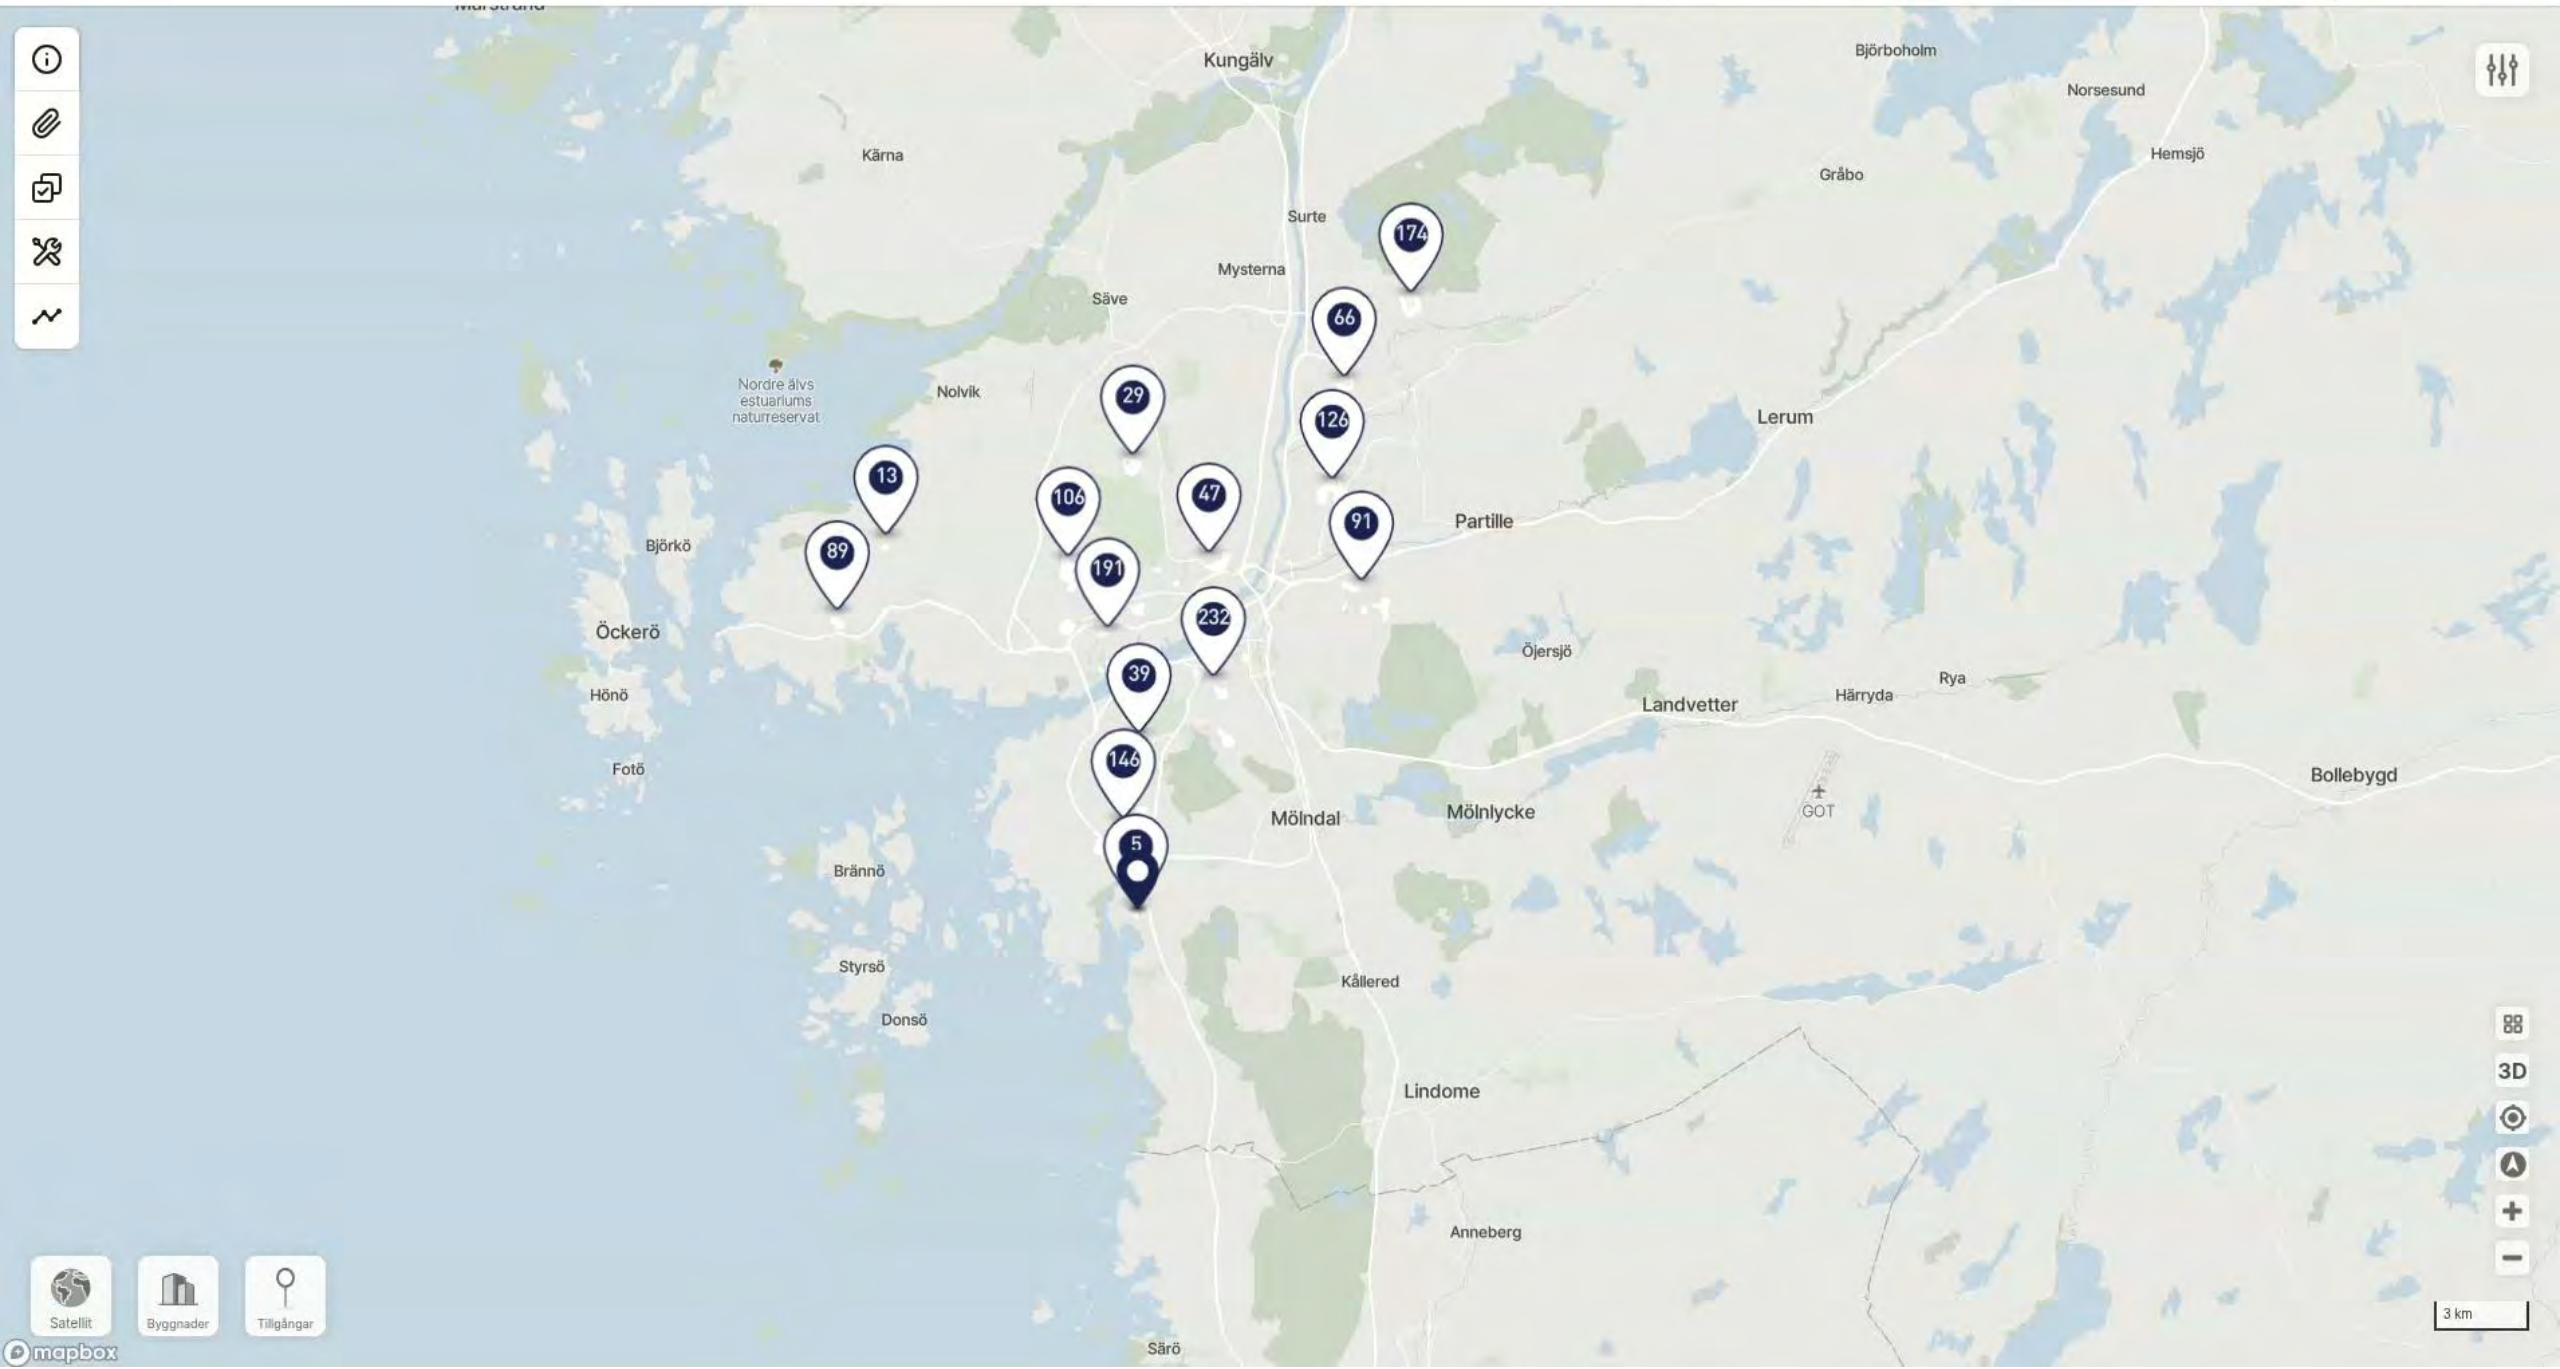 Marstrand
Kungälv
Björboholm
Norsesund
Kärna
Hemsjö
Gråbo
Surte
174
Mysterna
Säve
66
Nordre älvs
estuariums
naturreservat
Nolvik
29
126
Lerum
13
106
47
91
Partille
Björkö
89
191
232
Öckerö
Öjersjö
39
Rya
Hönö
Härryda
Landvetter
146
Fotö
Bollebygd
GOT
Mölndal
Mölnlycke
5
Brännö
Styrsö
Kållered
Donsö
3D
Lindome
Anneberg
Satellit
Byggnader
Tillgångar
3 km
Särö
mapbox